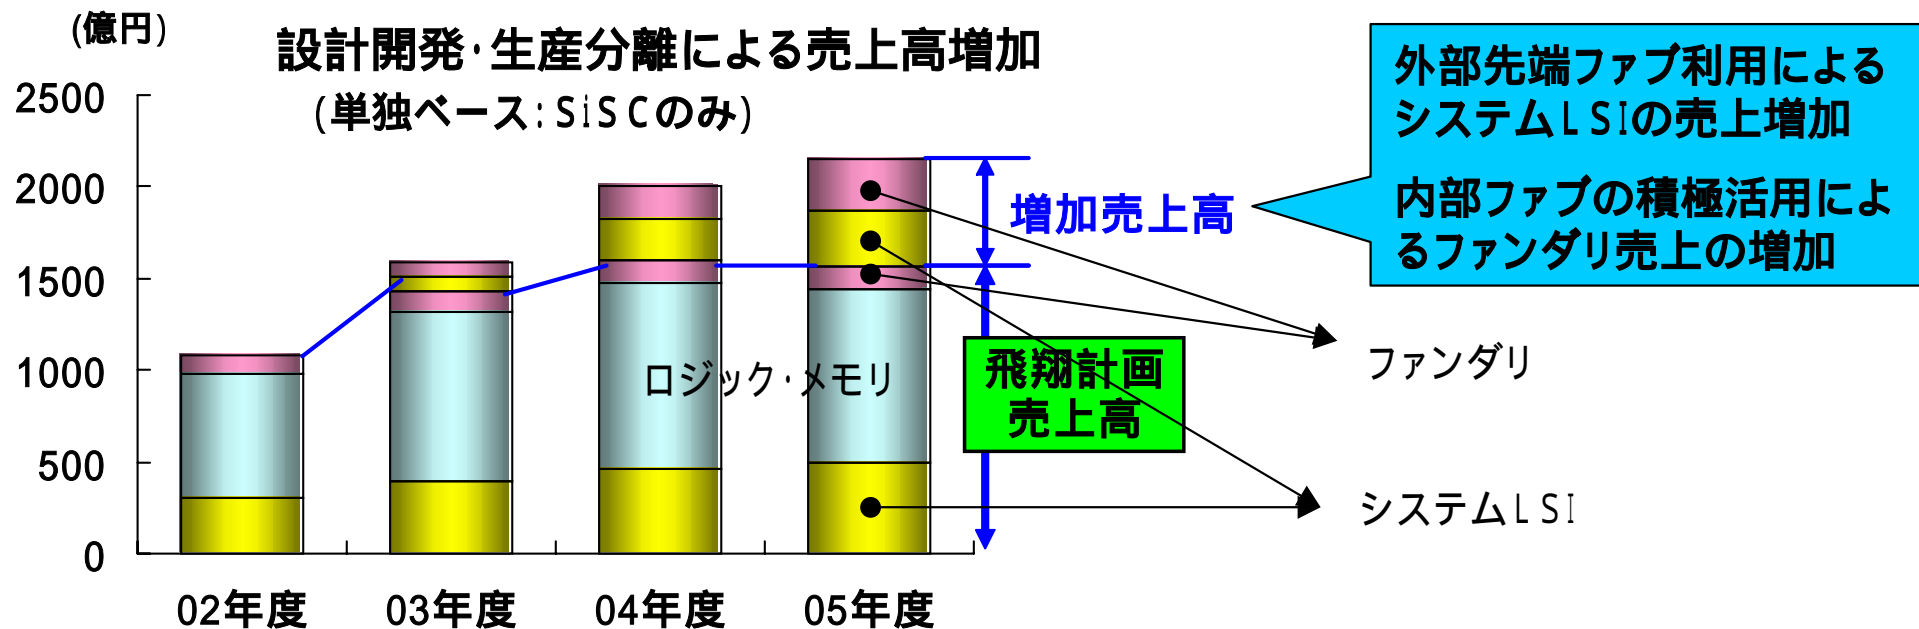 (億円)
設計開発・生産分離による売上高増加
(単独ベース:SiSCのみ)
2500
2000
1500
1000
500
0
02年度
03年度
04年度
05年度
ロジック・メモリ
増加売上高
飛翔計画
売上高
外部先端ファブ利用による
システムLSIの売上増加
内部ファブの積極活用によ
るファンダリ売上の増加
ファンダリ
システムLSI